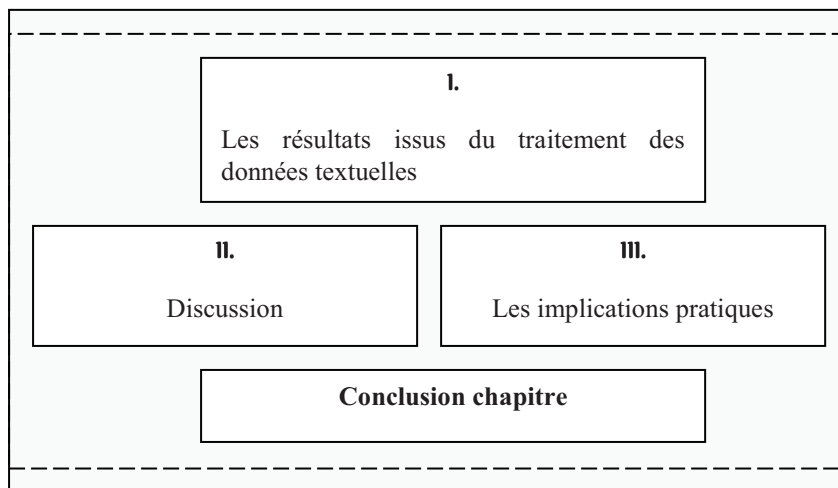 I.
Les résultats issus du traitement des
données textuelles
II.
Discussion
III.
Les implications pratiques
Conclusion chapitre